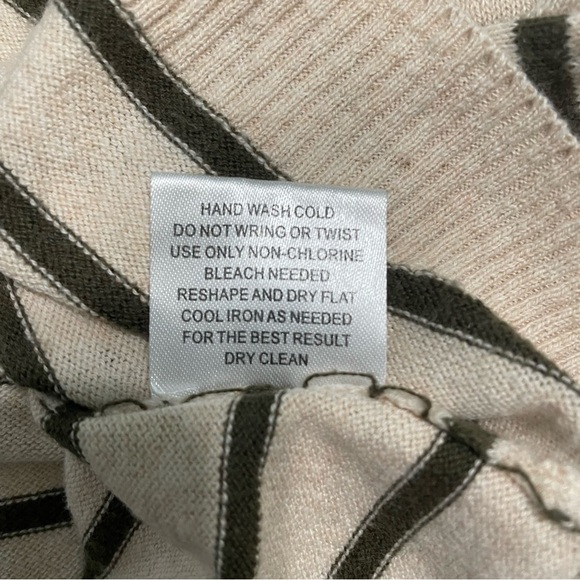 HAND WASH COLD
DO NOT WRING OR TWIST
USE ONLY NON-CHLORINE
BLEACH NEEDED
RESHAPE AND DRY FLAT
COOL IRON AS NEEDED
FOR THE BEST RESULT
DRY CLEAN